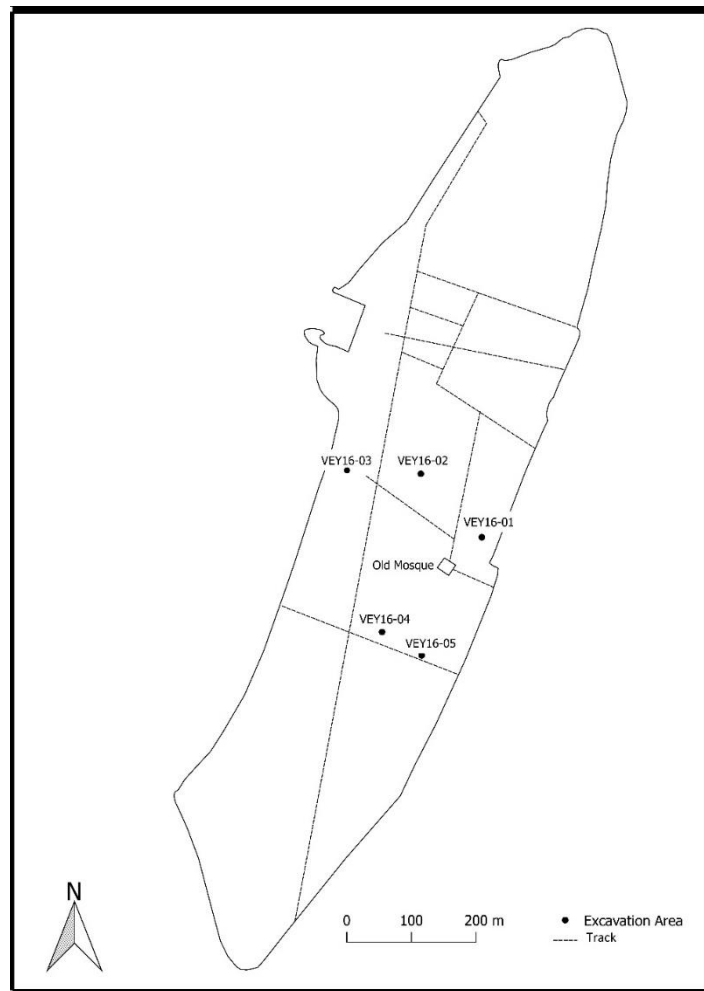 VEY16-03
VEY16-02
VEY16-01
Old Mosque
VEY16-04
VEY16-05
N
0 100 200 m
Excavation Area
Track